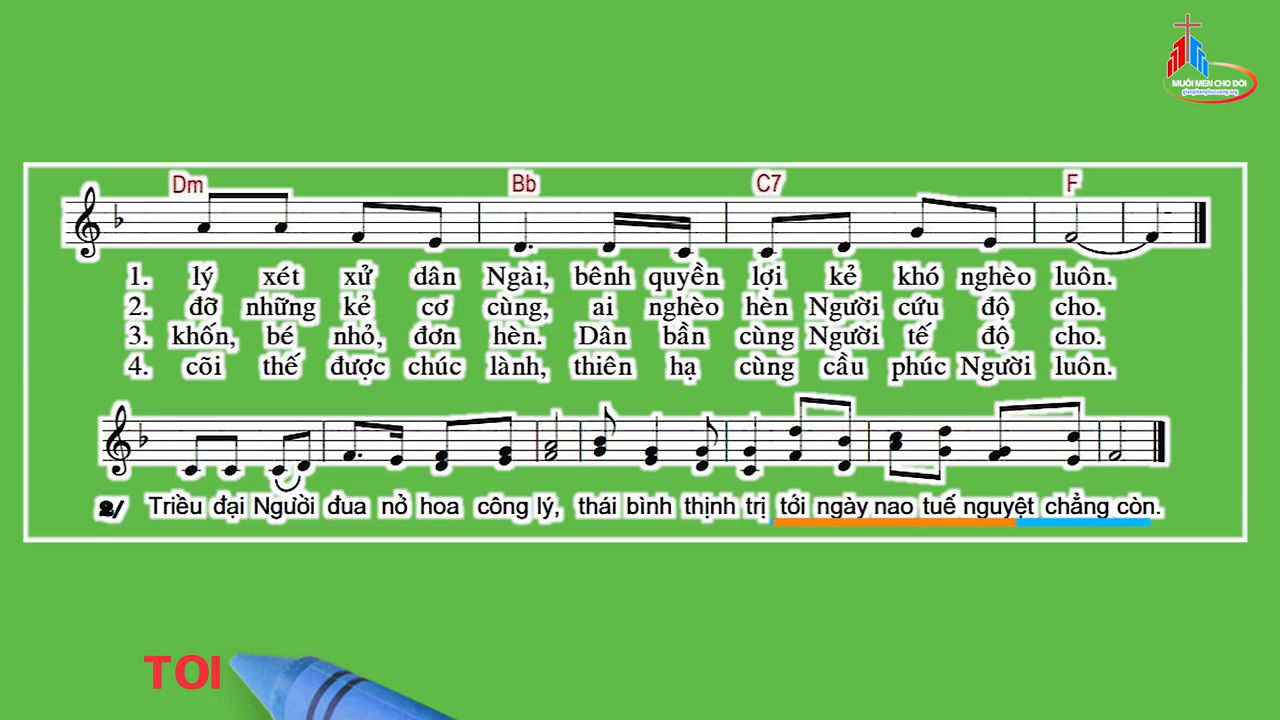 MUỐI MEN CHO ĐỜI
giaophanphucuong.org
Dm Bb C7 F
1. lý xét xử dân Ngài, bênh quyền lợi kẻ khó nghèo luôn.
2. đỡ những kẻ cơ cùng, ai nghèo hèn Người cứu độ cho.
3. khốn, bé nhỏ, đơn hèn. Dân bần cùng Người tế độ cho.
4. cõi thế được chúc lành, thiên hạ cùng cầu phúc Người luôn.
2/ Triều đại Người đua nở hoa công lý, thái bình thịnh trị tới ngày nao tuế nguyệt chẳng còn.
TOI